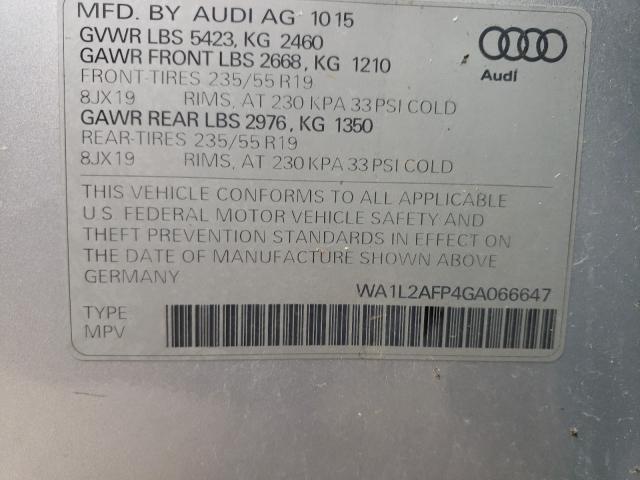 MFD. BY AUDI AG 10 15
GVWR LBS 5423, KG 2460
GAWR FRONT LBS 2668, KG 1210
FRONT-TIRES 235/55 R19
8JX19 RIMS, AT 230 KPA 33 PSI COLD
GAWR REAR LBS 2976, KG 1350
REAR-TIRES 235/55 R19
8JX19 RIMS, AT 230 KPA 33 PSI COLD
Audi
THIS VEHICLE CONFORMS TO ALL APPLICABLE
U.S. FEDERAL MOTOR VEHICLE SAFETY AND
THEFT PREVENTION STANDARDS IN EFFECT ON
THE DATE OF MANUFACTURE SHOWN ABOVE
GERMANY
WA1L2AFP4GA066647
TYPE
MPV